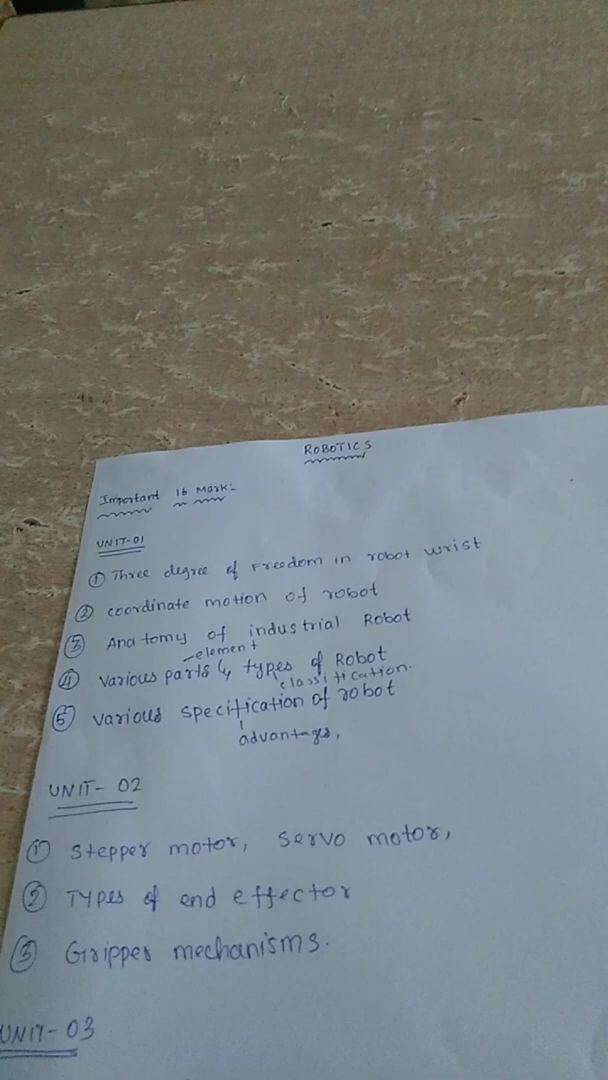 ROBOTICS
Important 16 Mark:-
UNIT-01
① Three degree of Freedom in robot wrist
② coordinate motion of robot
③ Anatomy of industrial Robot
-element
④ Various parts & types of Robot
classification.
⑤ various specification of robot
advantages,
UNIT- 02
① stepper motor, servo motor,
② TYPes of end effector
③ Gripper mechanisms.
UNIT-03